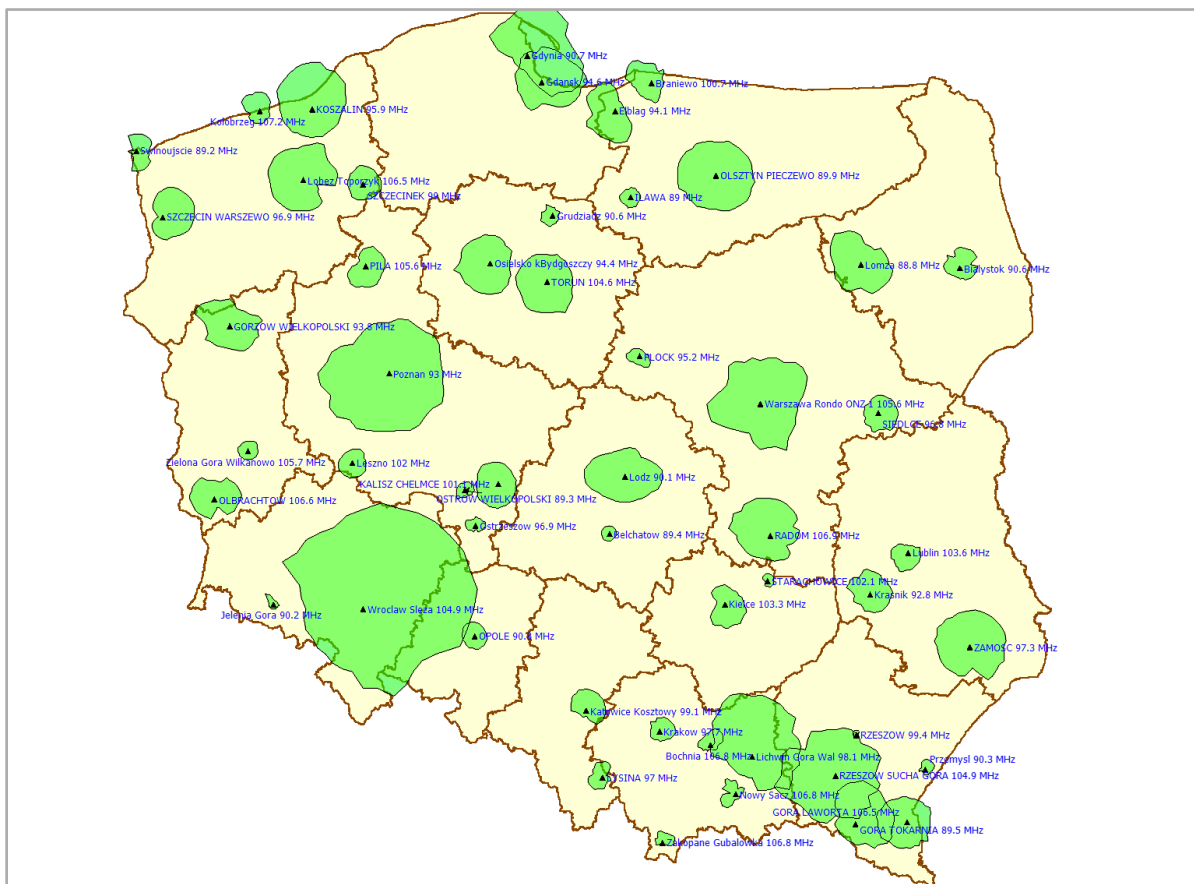 Gdynia 90.7 MHz
Gdansk 94.6 MHz
Braniewo 100.7 MHz
KOSZALIN 95.9 MHz
Elblag 94.1 MHz
Kolobrzeg 107.2 MHz
Swinoujscie 89.2 MHz
Lobez Toporzyk 106.5 MHz
OLSZTYN PIECZEWO 89.9 MHz
SZCZECINEK 99 MHz
ILAWA 89 MHz
SZCZECIN WARSZEWO 96.9 MHz
Grudziadz 90.6 MHz
PILA 105.6 MHz
Osielsko kBydgoszczy 94.4 MHz
Lomza 88.8 MHz
Bialystok 90.6 MHz
TORUN 104.6 MHz
GORZOW WIELKOPOLSKI 93.8 MHz
PLOCK 95.2 MHz
Poznan 93 MHz
Warszawa Rondo ONZ 1 105.6 MHz
SIEDLCE 96.8 MHz
Zielona Gora Wilkanowo 105.7 MHz
Leszno 102 MHz
Lodz 90.1 MHz
KALISZ CHELMCE 101.1 MHz
OLBRACHTOW 106.6 MHz
OSTROW WIELKOPOLSKI 89.3 MHz
Ostrzeszow 96.9 MHz
Belchatow 89.4 MHz
RADOM 106.9 MHz
Lublin 103.6 MHz
STARACHOWICE 102.1 MHz
Krasnik 92.8 MHz
Jelenia Gora 90.2 MHz
Wroclaw Sleza 104.9 MHz
Kielce 103.3 MHz
OPOLE 90.8 MHz
ZAMOSC 97.3 MHz
Katowice Kosztowy 99.1 MHz
Krakow 97.7 MHz
RZESZOW 99.4 MHz
Bochnia 106.8 MHz
Lichwin Gora Wal 98.1 MHz
Przemysl 90.3 MHz
LYSINA 97 MHz
RZESZOW SUCHA GORA 104.9 MHz
Nowy Sacz 106.8 MHz
GORA LAWORTA 106.5 MHz
GORA TOKARNIA 89.5 MHz
Zakopane Gubalowka 106.8 MHz